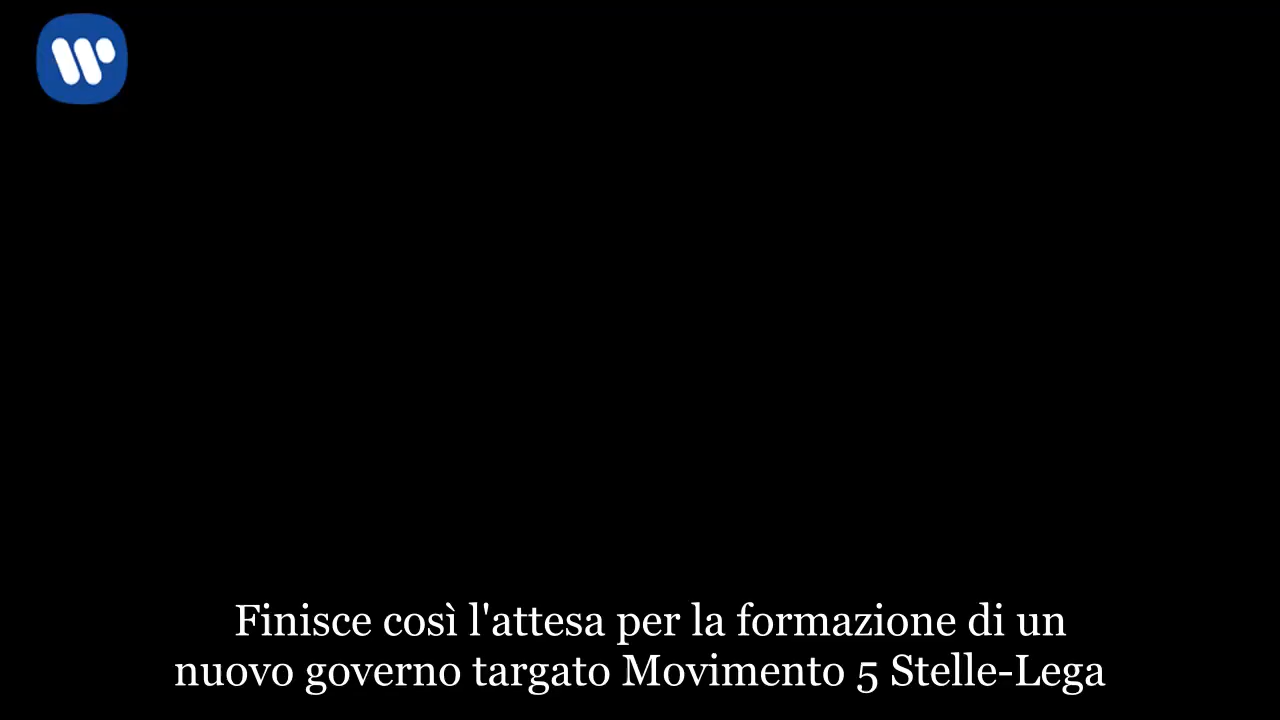 Finisce così l'attesa per la formazione di un
nuovo governo targato Movimento 5 Stelle-Lega